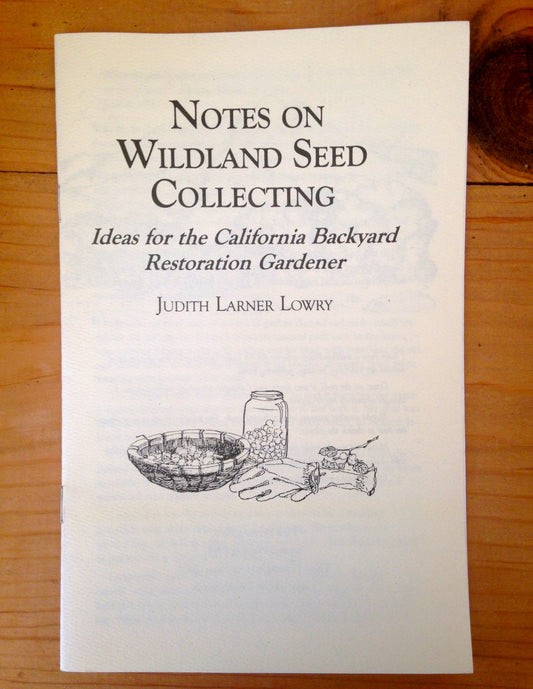 Notes on
Wildland Seed
Collecting
Ideas for the California Backyard
Restoration Gardener
Judith Larner Lowry